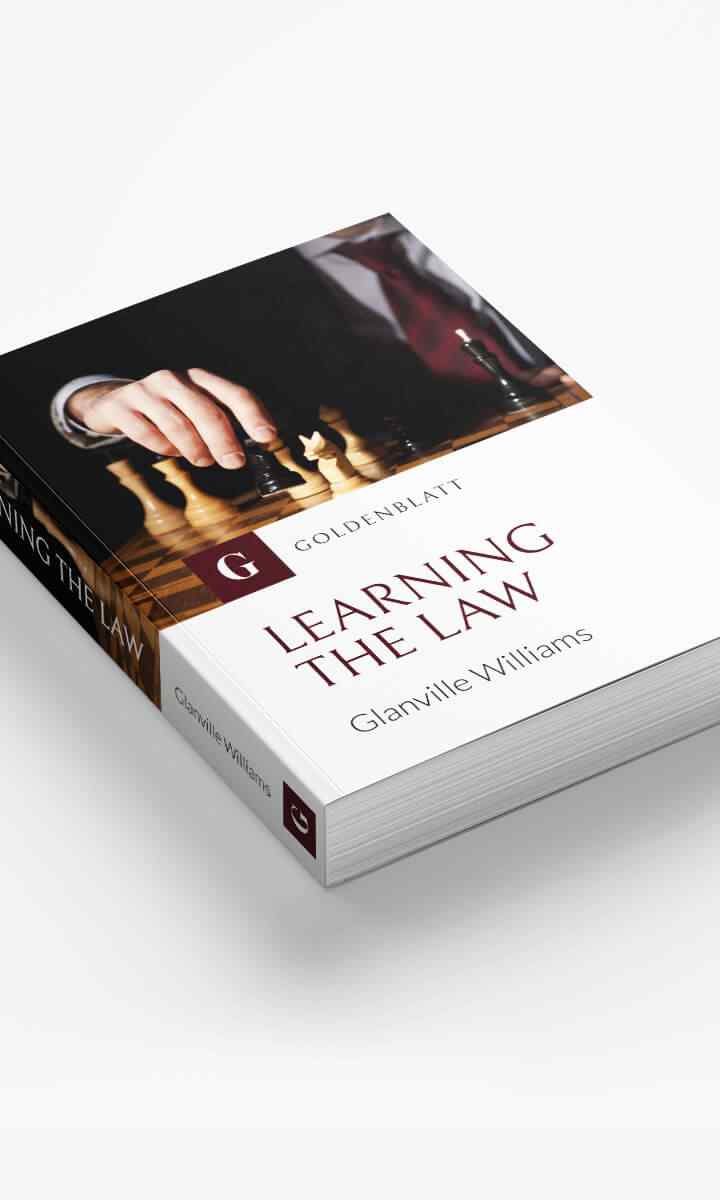 G
GOLDENBLATT
LEARNING
THE LAW
Glanville Williams
NING THE LAW
Glanville Williams
G